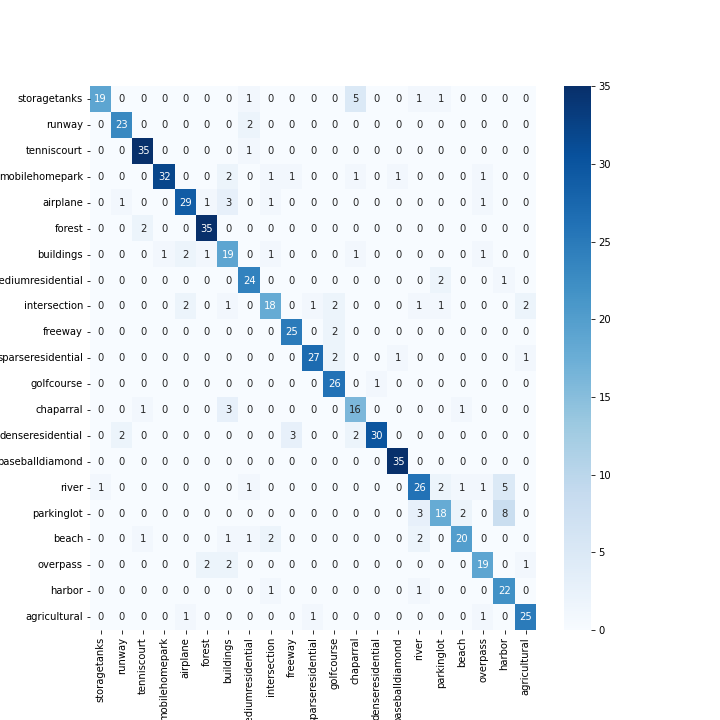 storagetanks 19 0 0 0 0 0 0 1 0 0 0 0 5 0 0 1 1 0 0 0 0
runway 0 23 0 0 0 0 0 2 0 0 0 0 0 0 0 0 0 0 0 0 0
tenniscourt 0 0 35 0 0 0 0 1 0 0 0 0 0 0 0 0 0 0 0 0 0
mobilehomepark 0 0 0 32 0 0 2 0 1 1 0 0 1 0 1 0 0 0 1 0 0
airplane 0 1 0 0 29 1 3 0 1 0 0 0 0 0 0 0 0 0 1 0 0
forest 0 0 2 0 0 35 0 0 0 0 0 0 0 0 0 0 0 0 0 0 0
buildings 0 0 0 1 2 1 19 0 1 0 0 0 1 0 0 0 0 0 1 0 0
ediumresidential 0 0 0 0 0 0 0 24 0 0 0 0 0 0 0 0 2 0 0 1 0
intersection 0 0 0 0 2 0 1 0 18 0 1 2 0 0 0 1 1 0 0 0 2
freeway 0 0 0 0 0 0 0 0 0 25 0 2 0 0 0 0 0 0 0 0 0
sparseresidential 0 0 0 0 0 0 0 0 0 0 27 2 0 0 1 0 0 0 0 0 1
golfcourse 0 0 0 0 0 0 0 0 0 0 0 26 0 1 0 0 0 0 0 0 0
chaparral 0 0 1 0 0 0 3 0 0 0 0 0 16 0 0 0 0 1 0 0 0
denseresidential 0 2 0 0 0 0 0 0 0 3 0 0 2 30 0 0 0 0 0 0 0
baseballdiamond 0 0 0 0 0 0 0 0 0 0 0 0 0 0 35 0 0 0 0 0 0
river 1 0 0 0 0 0 0 1 0 0 0 0 0 0 0 26 2 1 1 5 0
parkinglot 0 0 0 0 0 0 0 0 0 0 0 0 0 0 0 3 18 2 0 8 0
beach 0 0 1 0 0 0 1 1 2 0 0 0 0 0 0 2 0 20 0 0 0
overpass 0 0 0 0 0 2 2 0 0 0 0 0 0 0 0 0 0 0 19 0 1
harbor 0 0 0 0 0 0 0 0 1 0 0 0 0 0 0 1 0 0 0 22 0
agricultural 0 0 0 0 1 0 0 0 0 0 1 0 0 0 0 0 0 0 1 0 25
storagetanks
runway
tenniscourt
mobilehomepark
airplane
forest
buildings
ediumresidential
intersection
freeway
parseresidential
golfcourse
chaparral
denseresidential
baseballdiamond
river
parkinglot
beach
overpass
harbor
agricultural
35
30
25
20
15
10
5
0